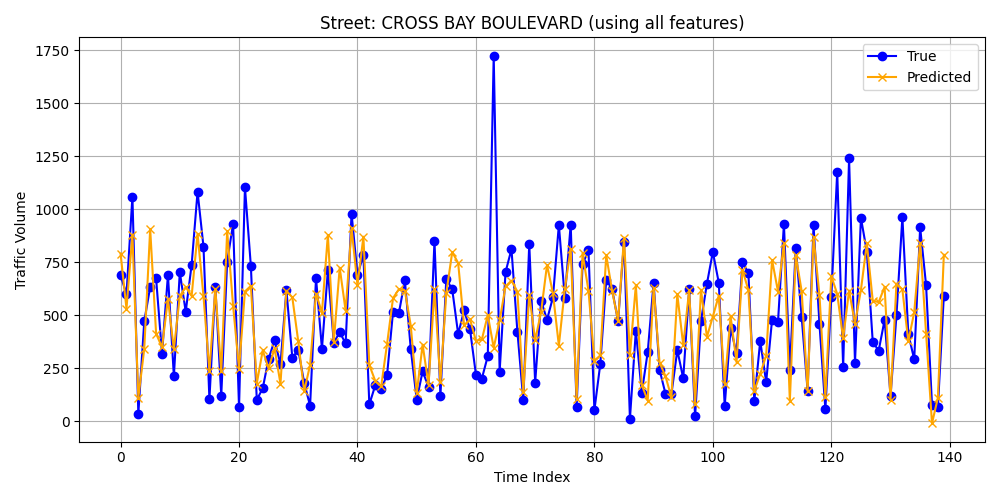 Street: CROSS BAY BOULEVARD (using all features)
True
Predicted
Traffic Volume
1750
1500
1250
1000
750
500
250
0
0 20 40 60 80 100 120 140
Time Index